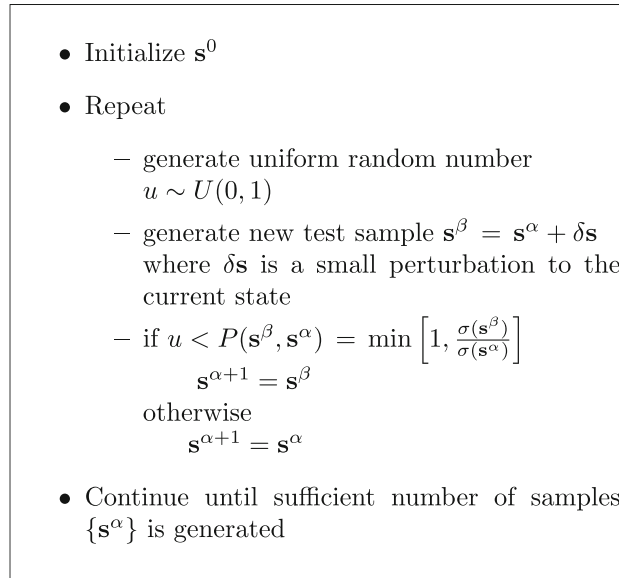 • Initialize s⁰
• Repeat
– generate uniform random number
u ∼ U(0, 1)
– generate new test sample s^β = s^α + δs
where δs is a small perturbation to the
current state
– if u < P(s^β, s^α) = min [1, σ(s^β)/σ(s^α)]
s^{α+1} = s^β
otherwise
s^{α+1} = s^α
• Continue until sufficient number of samples
{s^α} is generated